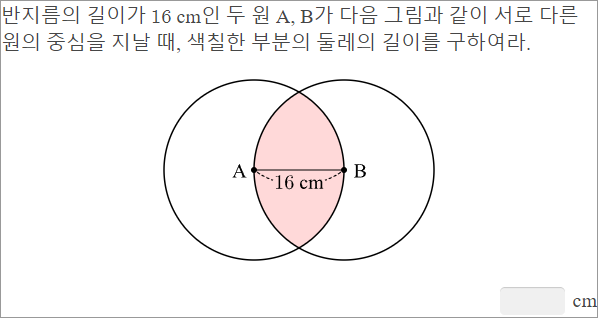 반지름의 길이가 16 cm인 두 원 A, B가 다음 그림과 같이 서로 다른
원의 중심을 지날 때, 색칠한 부분의 둘레의 길이를 구하여라.
A B
16 cm
cm